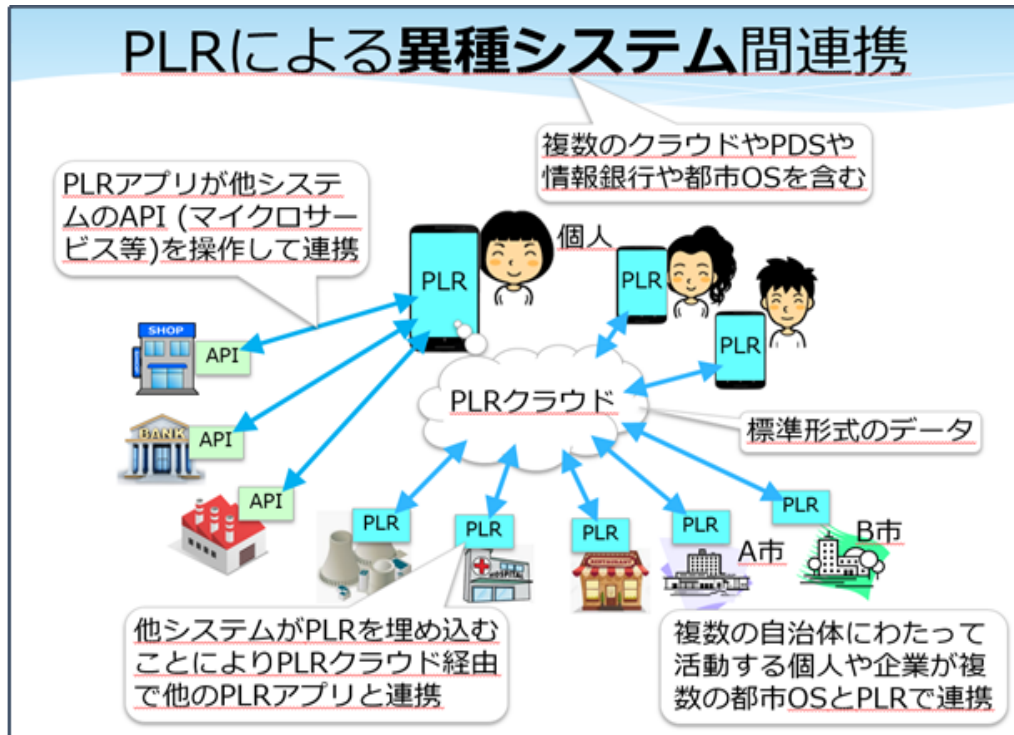 PLRによる異種システム間連携
複数のクラウドやPDSや
情報銀行や都市OSを含む
PLRアプリが他システ
ムのAPI (マイクロサー
ビス等)を操作して連携
個人
PLR
PLR
PLR
SHOP
API
BANK
API
API
PLRクラウド
標準形式のデータ
PLR
PLR
PLR
PLR
PLR
HOSPITAL
RESTAURANT
A市
B市
他システムがPLRを埋め込む
ことによりPLRクラウド経由
で他のPLRアプリと連携
複数の自治体にわたって
活動する個人や企業が複
数の都市OSとPLRで連携